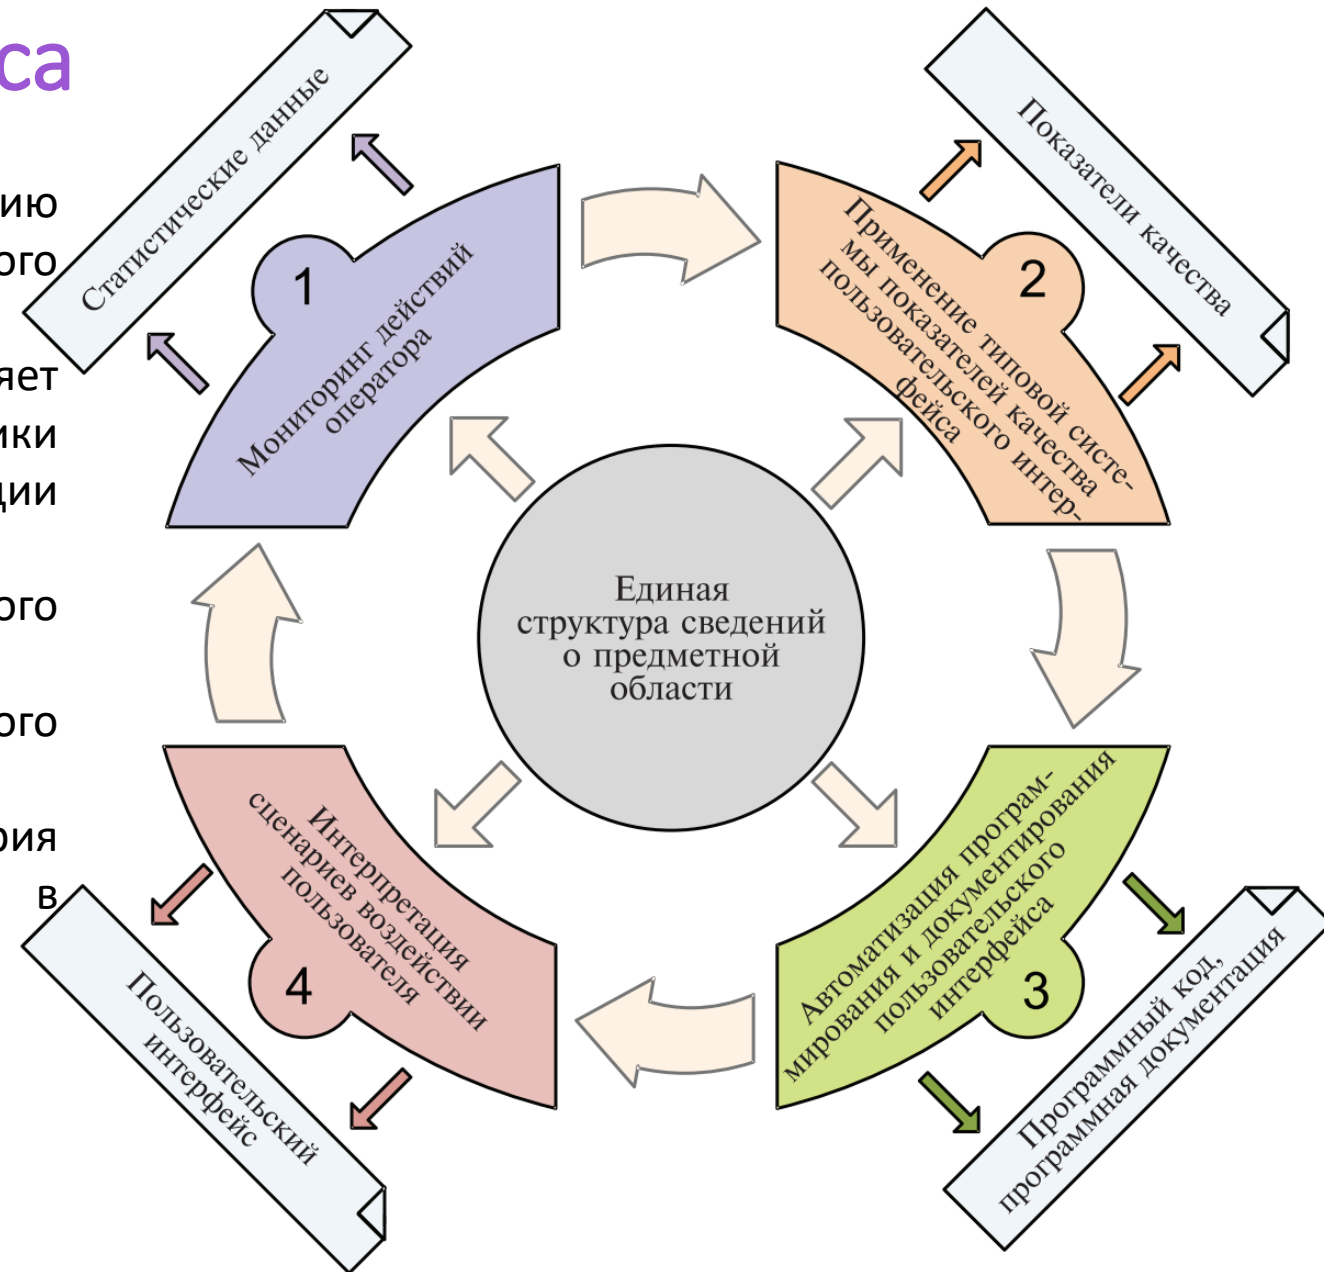 са
ию
ого
яет
ики
ции
ого
ого
рия
в
Статистические данные
1
Мониторинг действий
оператора
Показатели качества
2
Применение типовой систе-
мы показателей качества
пользовательского интер-
фейса
Единая
структура сведений
о предметной
области
Интерпретация
сценариев воздействии
пользователя
4
Пользовательский
интерфейс
Автоматизация програм-
мирования и документирования
пользовательского
интерфейса
3
Программный код,
программная документация